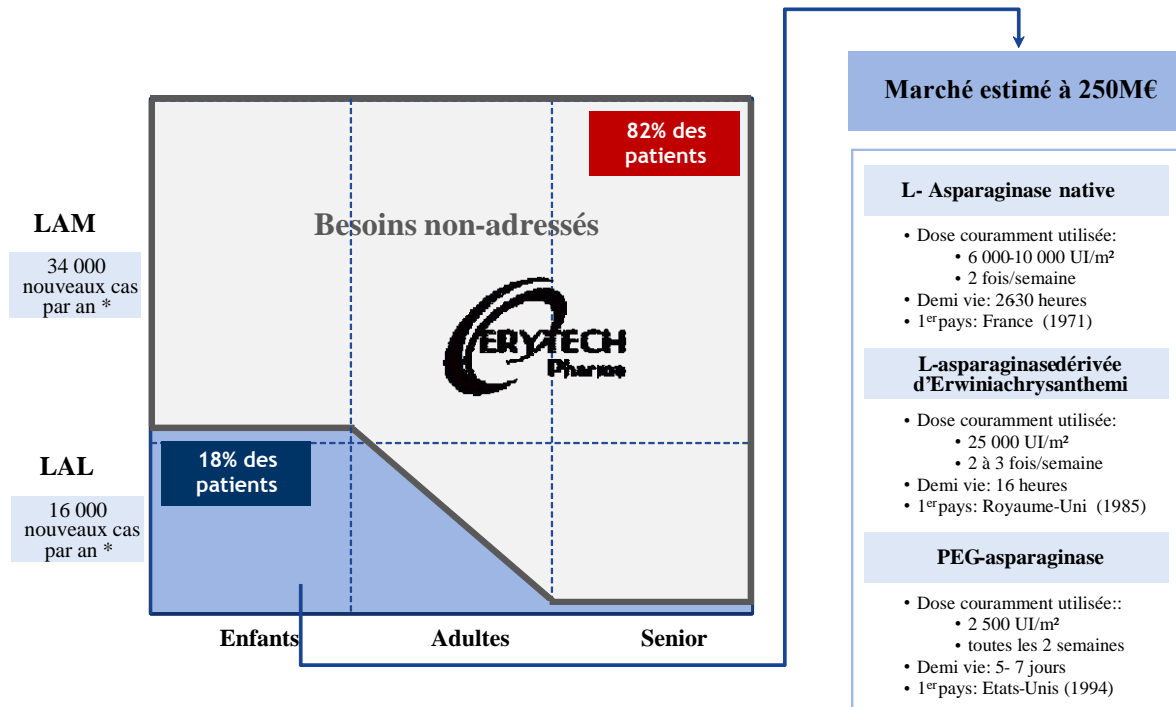 Marché estimé à 250M€
82% des
patients
Besoins non-adressés
LAM
34 000
nouveaux cas
par an *
ERYTECH
Pharma
18% des
patients
LAL
16 000
nouveaux cas
par an *
Enfants
Adultes
Senior
L- Asparaginase native
• Dose couramment utilisée:
• 6 000-10 000 UI/m²
• 2 fois/semaine
• Demi vie: 2630 heures
• 1er pays: France (1971)
L-asparaginasedérivée
d'Erwiniachrysanthemi
• Dose couramment utilisée:
• 25 000 UI/m²
• 2 à 3 fois/semaine
• Demi vie: 16 heures
• 1er pays: Royaume-Uni (1985)
PEG-asparaginase
• Dose couramment utilisée::
• 2 500 UI/m²
• toutes les 2 semaines
• Demi vie: 5- 7 jours
• 1er pays: Etats-Unis (1994)